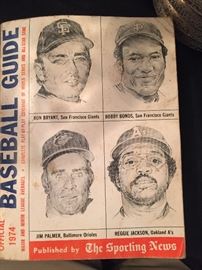 OFFICIAL
1974
BASEBALL GUIDE
RON BRYANT, San Francisco Giants
BOBBY BONDS, San Francisco Giants
JIM PALMER, Baltimore Orioles
REGGIE JACKSON, Oakland A's
Published by The Sporting News